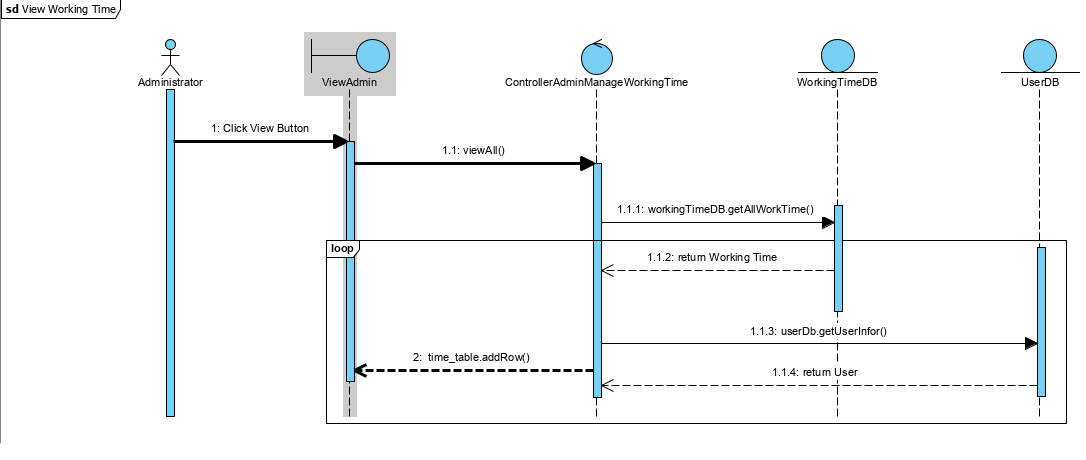 sd View Working Time
Administrator
ViewAdmin
ControllerAdminManageWorkingTime
WorkingTimeDB
UserDB
1: Click View Button
1.1: viewAll()
1.1.1: workingTimeDB.getAllWorkTime()
loop
1.1.2: return Working Time
1.1.3: userDb.getUserInfor()
2: time_table.addRow()
1.1.4: return User